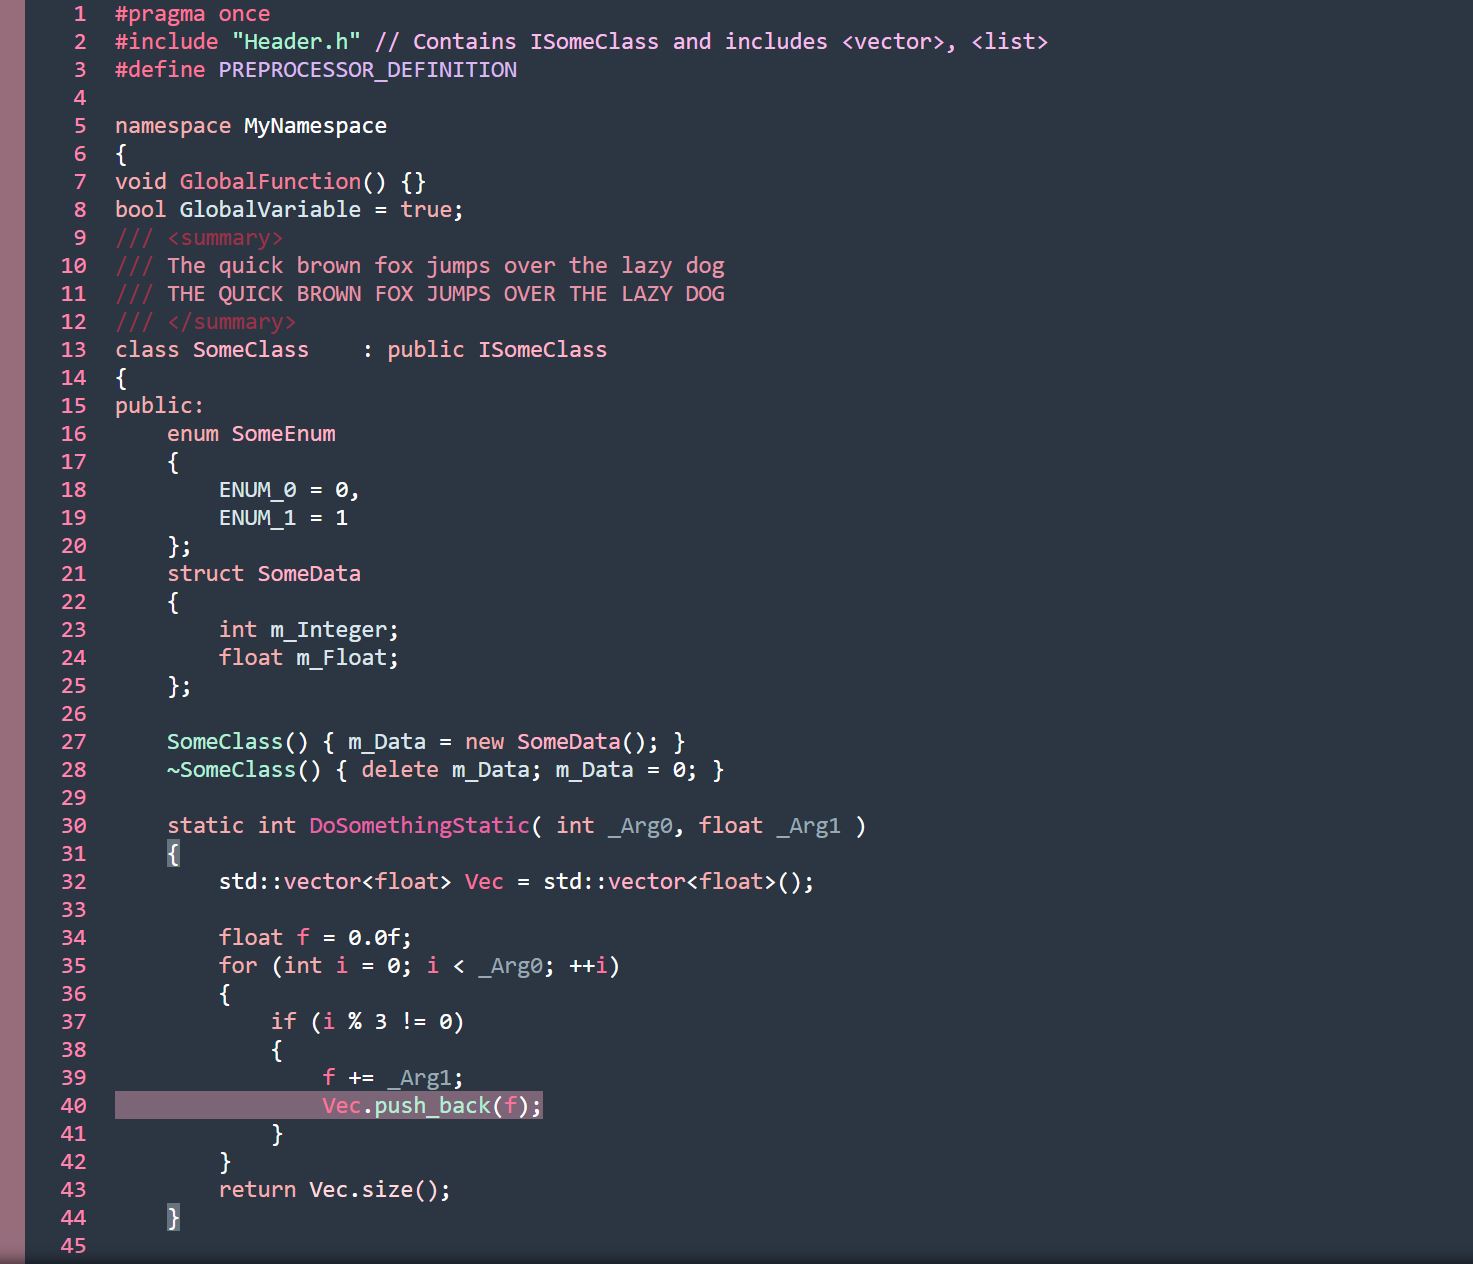 1 #pragma once
2 #include "Header.h" // Contains ISomeClass and includes <vector>, <list>
3 #define PREPROCESSOR_DEFINITION
4
5 namespace MyNamespace
6 {
7 void GlobalFunction() {}
8 bool GlobalVariable = true;
9 /// <summary>
10 /// The quick brown fox jumps over the lazy dog
11 /// THE QUICK BROWN FOX JUMPS OVER THE LAZY DOG
12 /// </summary>
13 class SomeClass    : public ISomeClass
14 {
15 public:
16     enum SomeEnum
17     {
18         ENUM_0 = 0,
19         ENUM_1 = 1
20     };
21     struct SomeData
22     {
23         int m_Integer;
24         float m_Float;
25     };
26
27     SomeClass() { m_Data = new SomeData(); }
28     ~SomeClass() { delete m_Data; m_Data = 0; }
29
30     static int DoSomethingStatic( int _Arg0, float _Arg1 )
31     {
32         std::vector<float> Vec = std::vector<float>();
33
34         float f = 0.0f;
35         for (int i = 0; i < _Arg0; ++i)
36         {
37             if (i % 3 != 0)
38             {
39                 f += _Arg1;
40                 Vec.push_back(f);
41             }
42         }
43         return Vec.size();
44     }
45